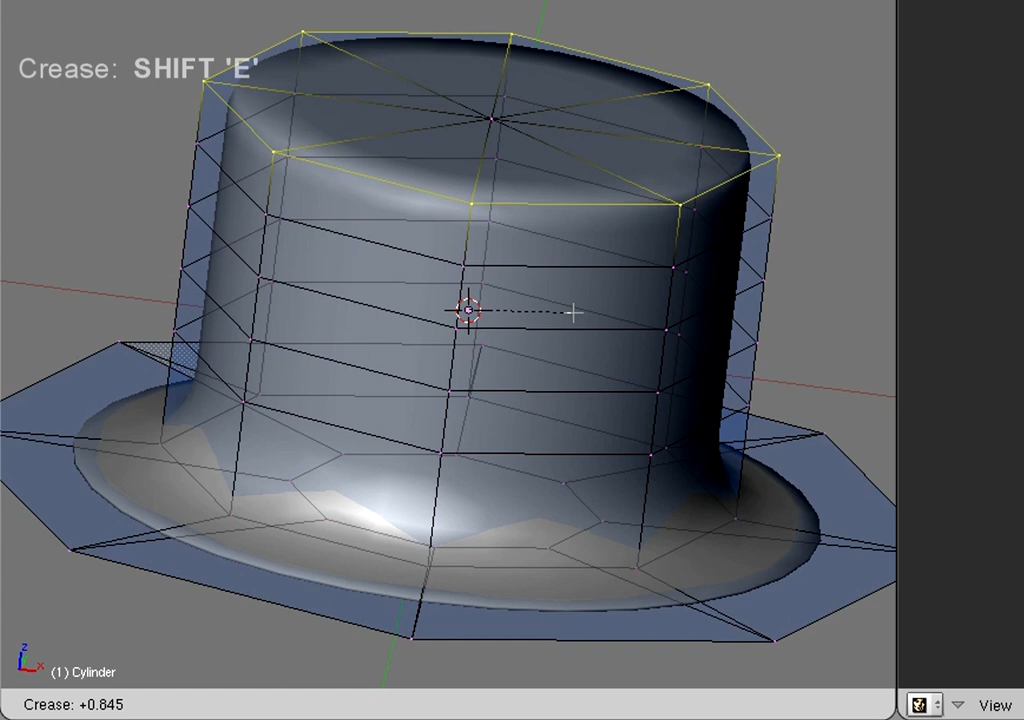 Crease: SHIFT 'E'
z
x
(1) Cylinder
Crease: +0.845
View